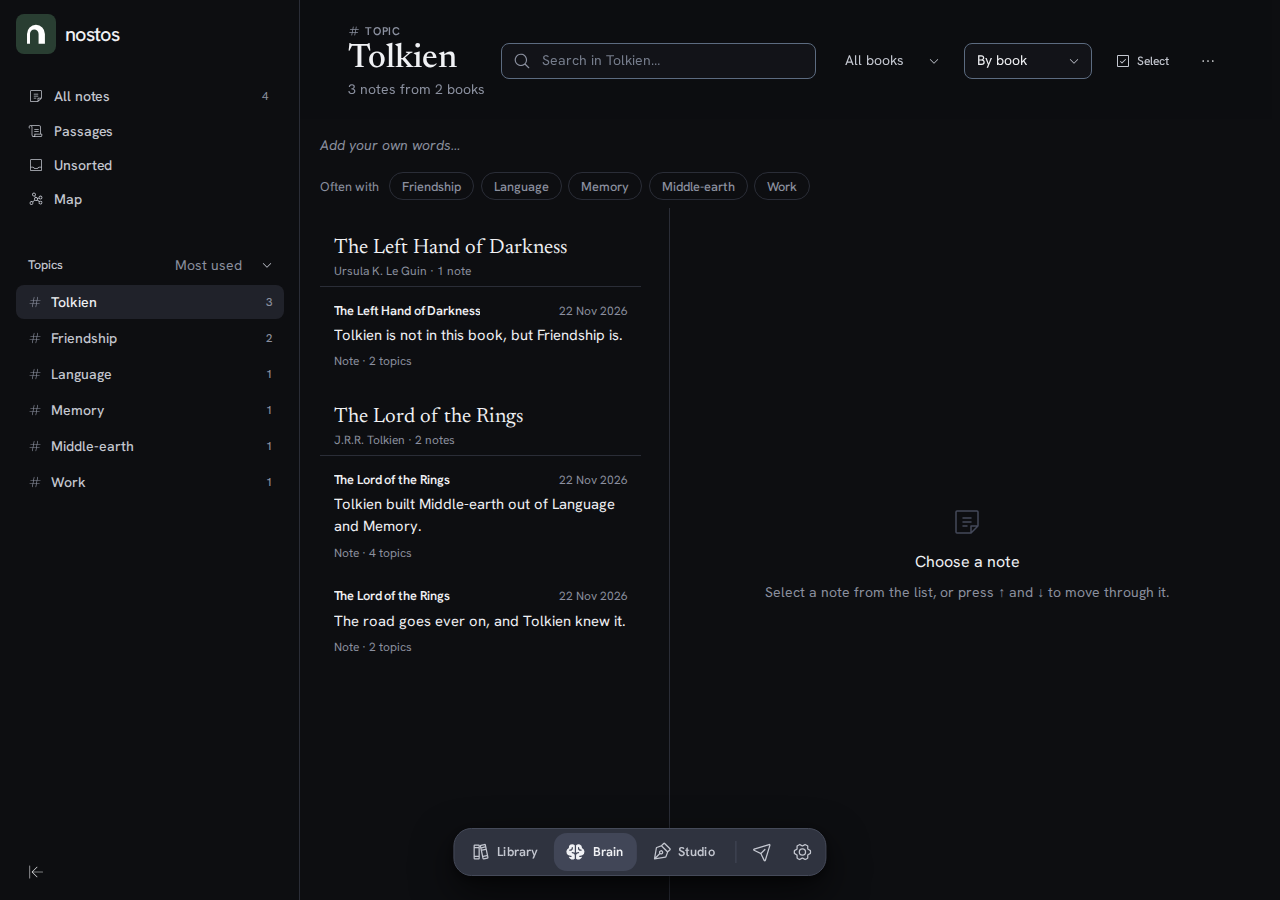 nostos
All notes 4
Passages
Unsorted
Map
Topics Most used
# Tolkien 3
# Friendship 2
# Language 1
# Memory 1
# Middle-earth 1
# Work 1
# TOPIC
Tolkien
3 notes from 2 books
Search in Tolkien...
All books
By book
Select
Add your own words...
Often with Friendship Language Memory Middle-earth Work
The Left Hand of Darkness
Ursula K. Le Guin · 1 note
The Left Hand of Darkness 22 Nov 2026
Tolkien is not in this book, but Friendship is.
Note · 2 topics
The Lord of the Rings
J.R.R. Tolkien · 2 notes
The Lord of the Rings 22 Nov 2026
Tolkien built Middle-earth out of Language
and Memory.
Note · 4 topics
The Lord of the Rings 22 Nov 2026
The road goes ever on, and Tolkien knew it.
Note · 2 topics
Choose a note
Select a note from the list, or press ↑ and ↓ to move through it.
Library Brain Studio